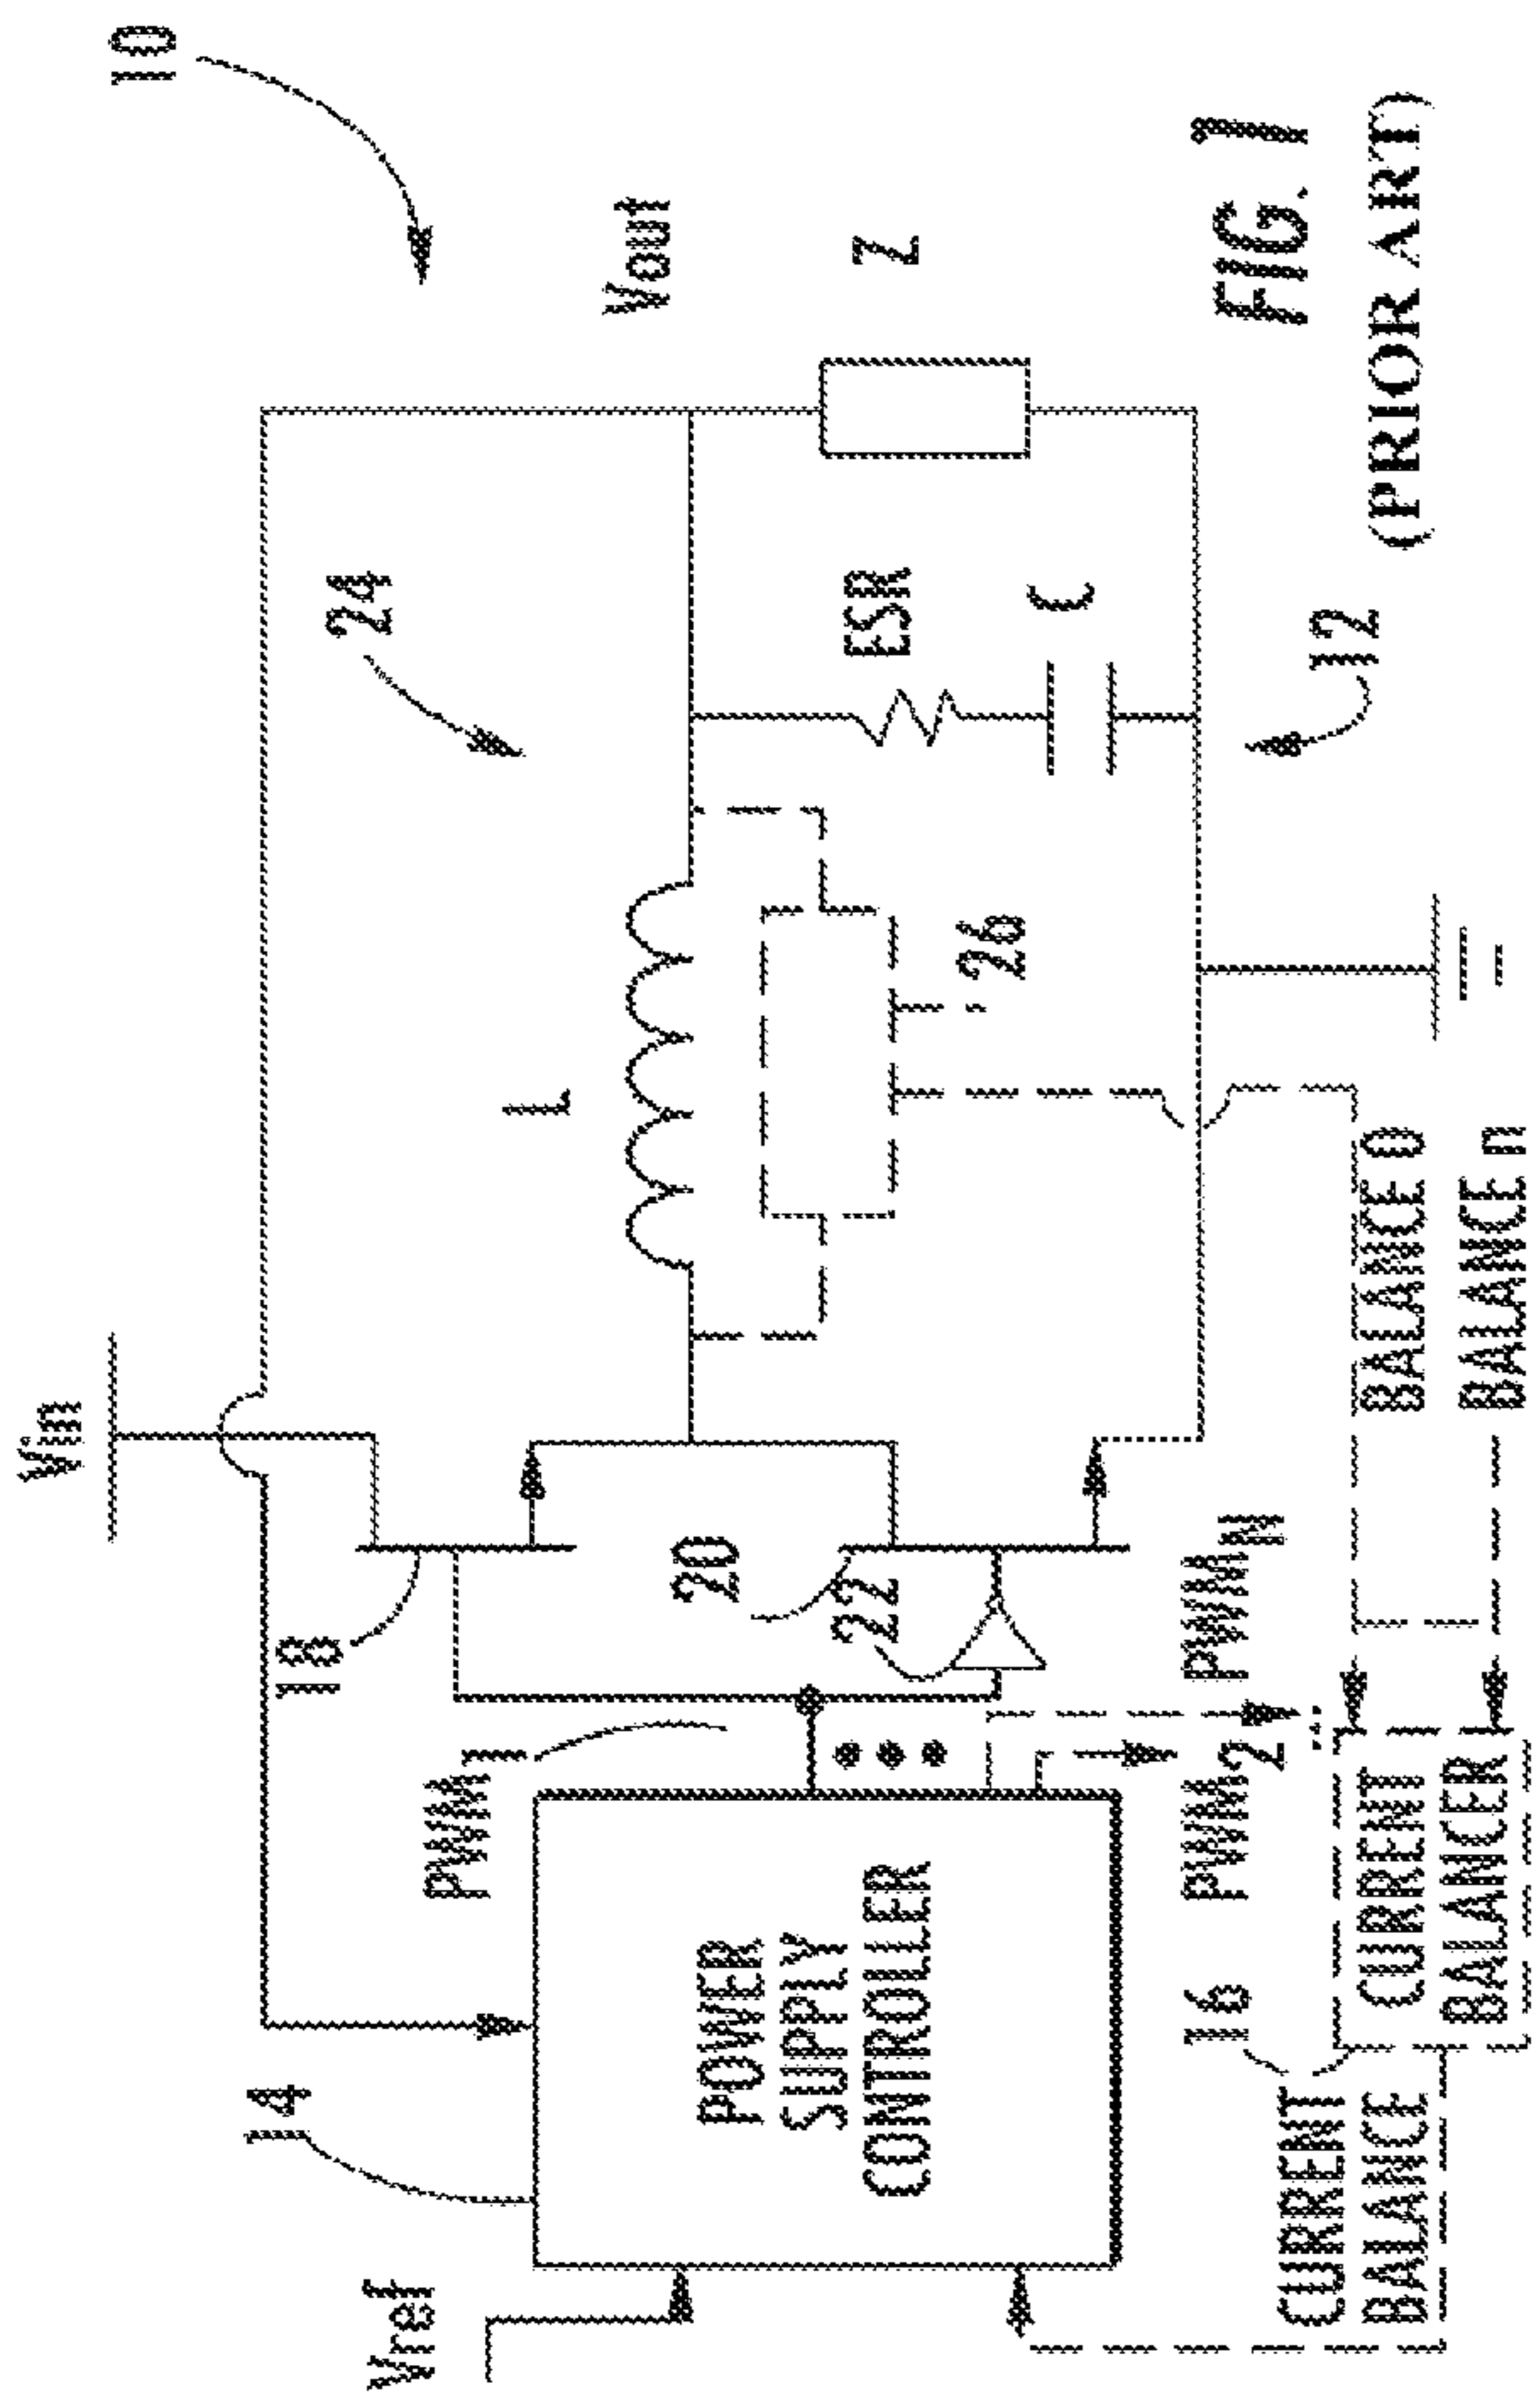 10
Vin
Vout
24
L
18
14
Vref
PWM1
POWER
SUPPLY
CONTROLLER
20
22
26
ESR
C
Z
PWM2
PWMN
27
16
CURRENT
BALANCE
CURRENT
BALANCER
BALANCE 0
BALANCE n
12
FIG. 1
(PRIOR ART)